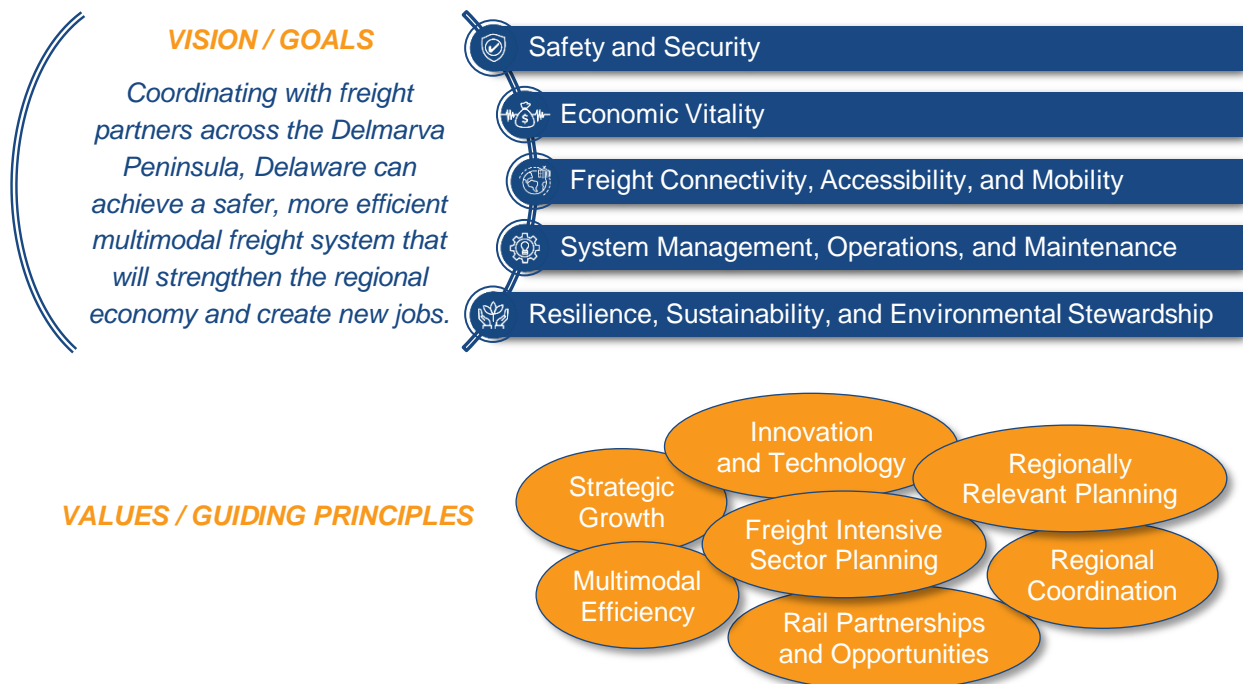 VISION / GOALS
Coordinating with freight
partners across the Delmarva
Peninsula, Delaware can
achieve a safer, more efficient
multimodal freight system that
will strengthen the regional
economy and create new jobs.
Safety and Security
$
Economic Vitality
Freight Connectivity, Accessibility, and Mobility
System Management, Operations, and Maintenance
Resilience, Sustainability, and Environmental Stewardship
VALUES / GUIDING PRINCIPLES
Innovation
and Technology
Regionally
Relevant Planning
Strategic
Growth
Freight Intensive
Sector Planning
Multimodal
Efficiency
Regional
Coordination
Rail Partnerships
and Opportunities